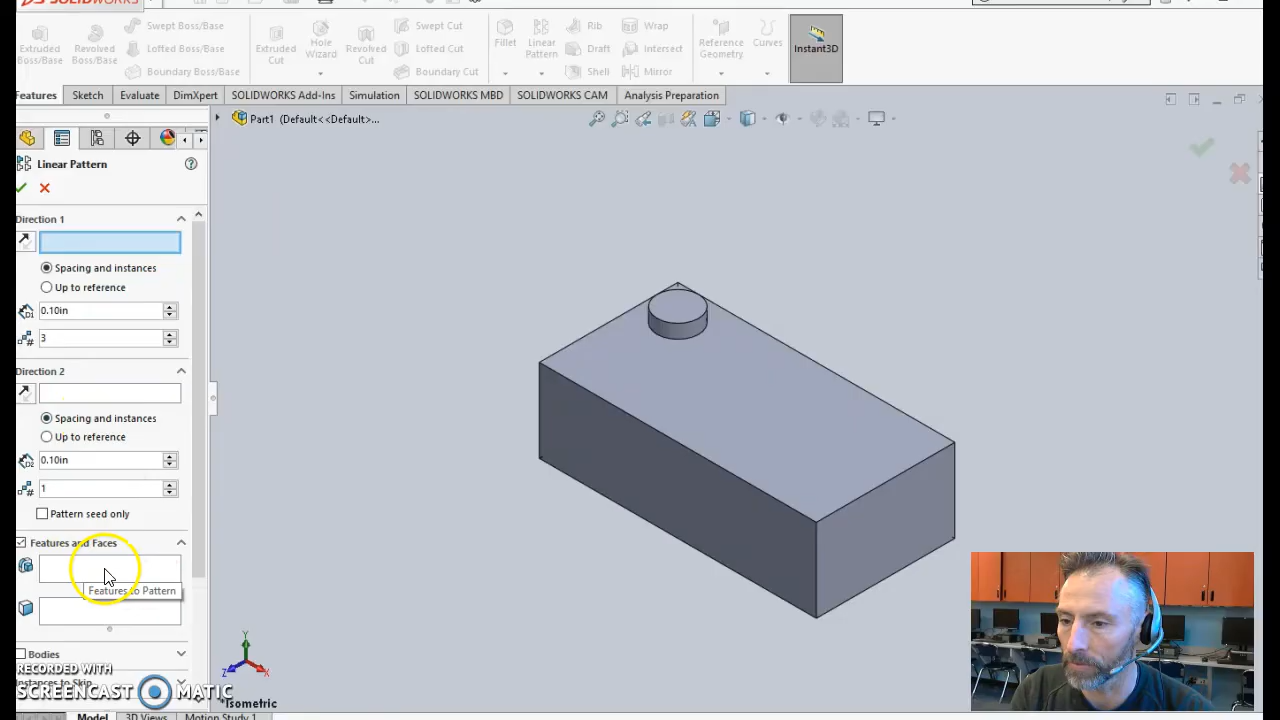 SOLIDWORKS
Extruded Boss/Base
Revolved Boss/Base
Swept Boss/Base
Lofted Boss/Base
Boundary Boss/Base
Extruded Cut
Hole Wizard
Revolved Cut
Swept Cut
Lofted Cut
Boundary Cut
Fillet
Linear Pattern
Rib
Draft
Shell
Wrap
Intersect
Mirror
Reference Geometry
Curves
Instant3D
Features Sketch Evaluate DimXpert SOLIDWORKS Add-Ins Simulation SOLIDWORKS MBD SOLIDWORKS CAM Analysis Preparation
Part1 (Default<<Default>...
Linear Pattern
Direction 1
Spacing and instances
Up to reference
0.10in
3
Direction 2
Spacing and instances
Up to reference
0.10in
1
Pattern seed only
Features and Faces
Features to Pattern
Bodies
Instances to Skip
RECORDED WITH
SCREENCAST MATIC
Y
Z
X
*Isometric
Model 3D Views Motion Study 1